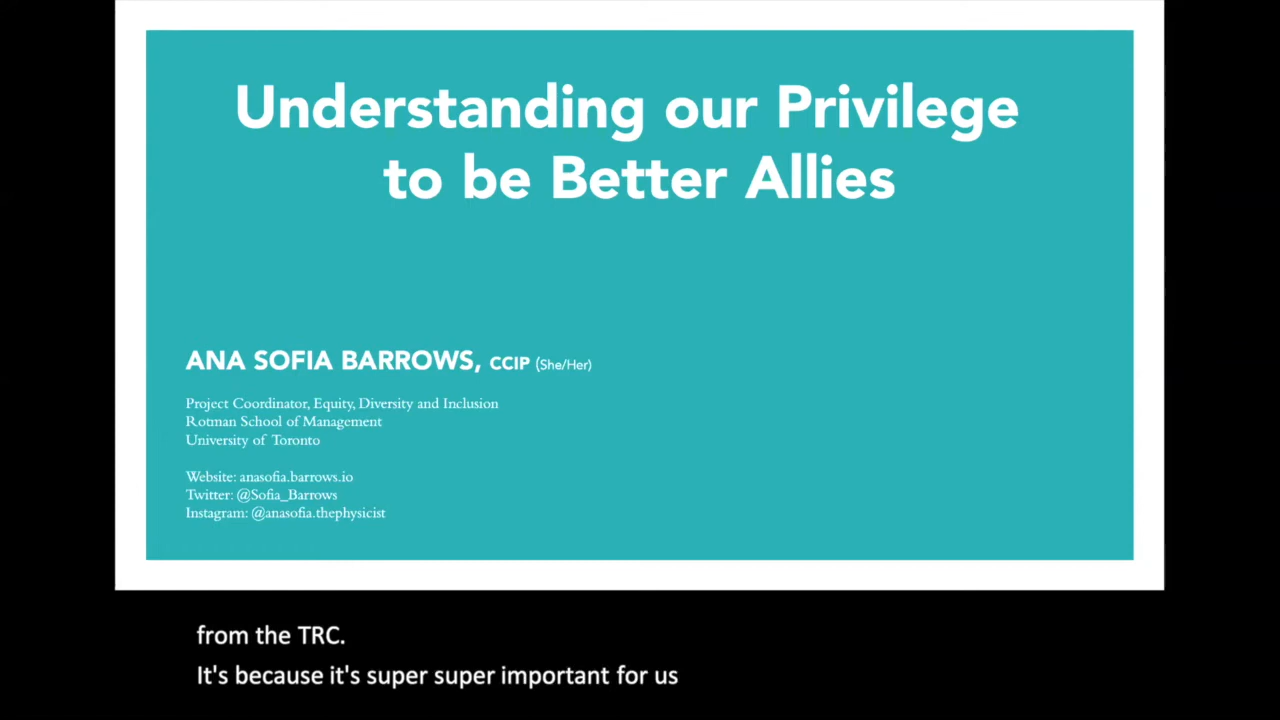 Understanding our Privilege
to be Better Allies
ANA SOFIA BARROWS, CCIP (She/Her)
Project Coordinator, Equity, Diversity and Inclusion
Rotman School of Management
University of Toronto
Website: anasofia.barrows.io
Twitter: @Sofia_Barrows
Instagram: @anasofia.thephysicist
from the TRC.
It's because it's super super important for us